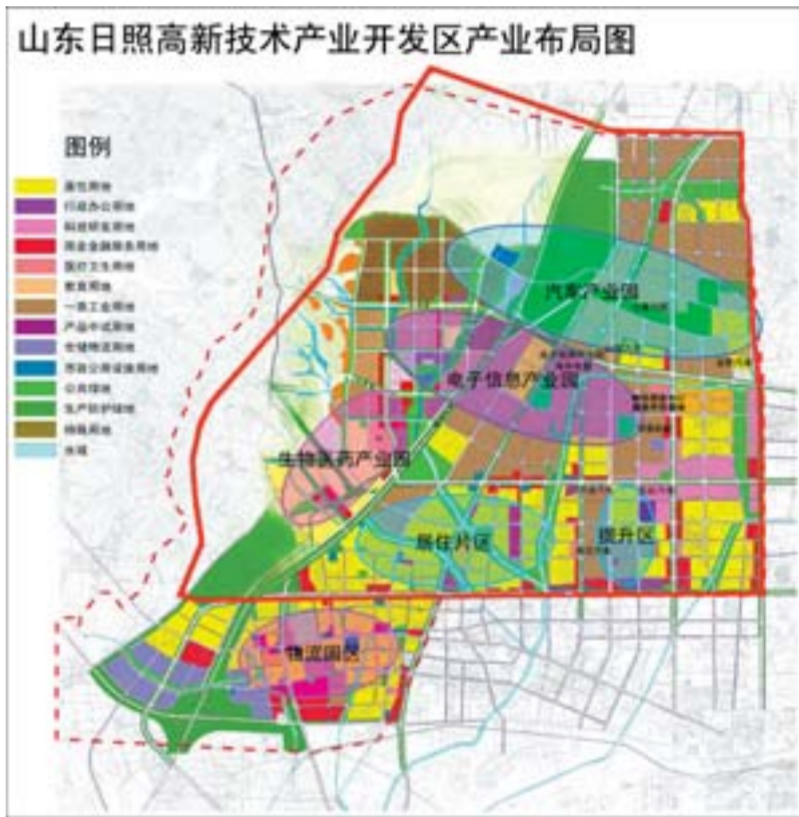 山东日照高新技术产业开发区产业布局图
图例
居住用地
行政办公用地
科技研发用地
商业金融服务用地
医疗卫生用地
教育用地
一类工业用地
产品中试用地
仓储物流用地
市政公用设施用地
公共绿地
生产防护绿地
特殊用地
水域
汽车产业园
电子信息产业园
生物医药产业园
居住片区
提升区
物流园区